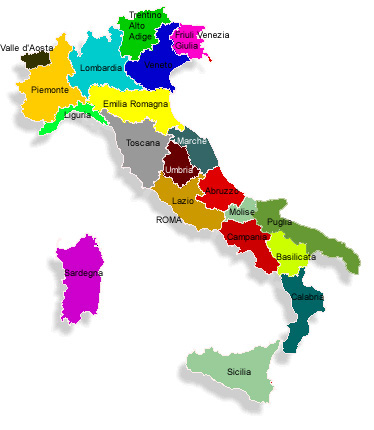 Trentino
Alto
Adige
Friuli Venezia
Giulia
Valle d'Aosta
Lombardia
Veneto
Piemonte
Emilia Romagna
Liguria
Toscana
Marche
Umbria
Abruzzo
Lazio
Molise
ROMA
Puglia
Campania
Basilicata
Sardegna
Calabria
Sicilia